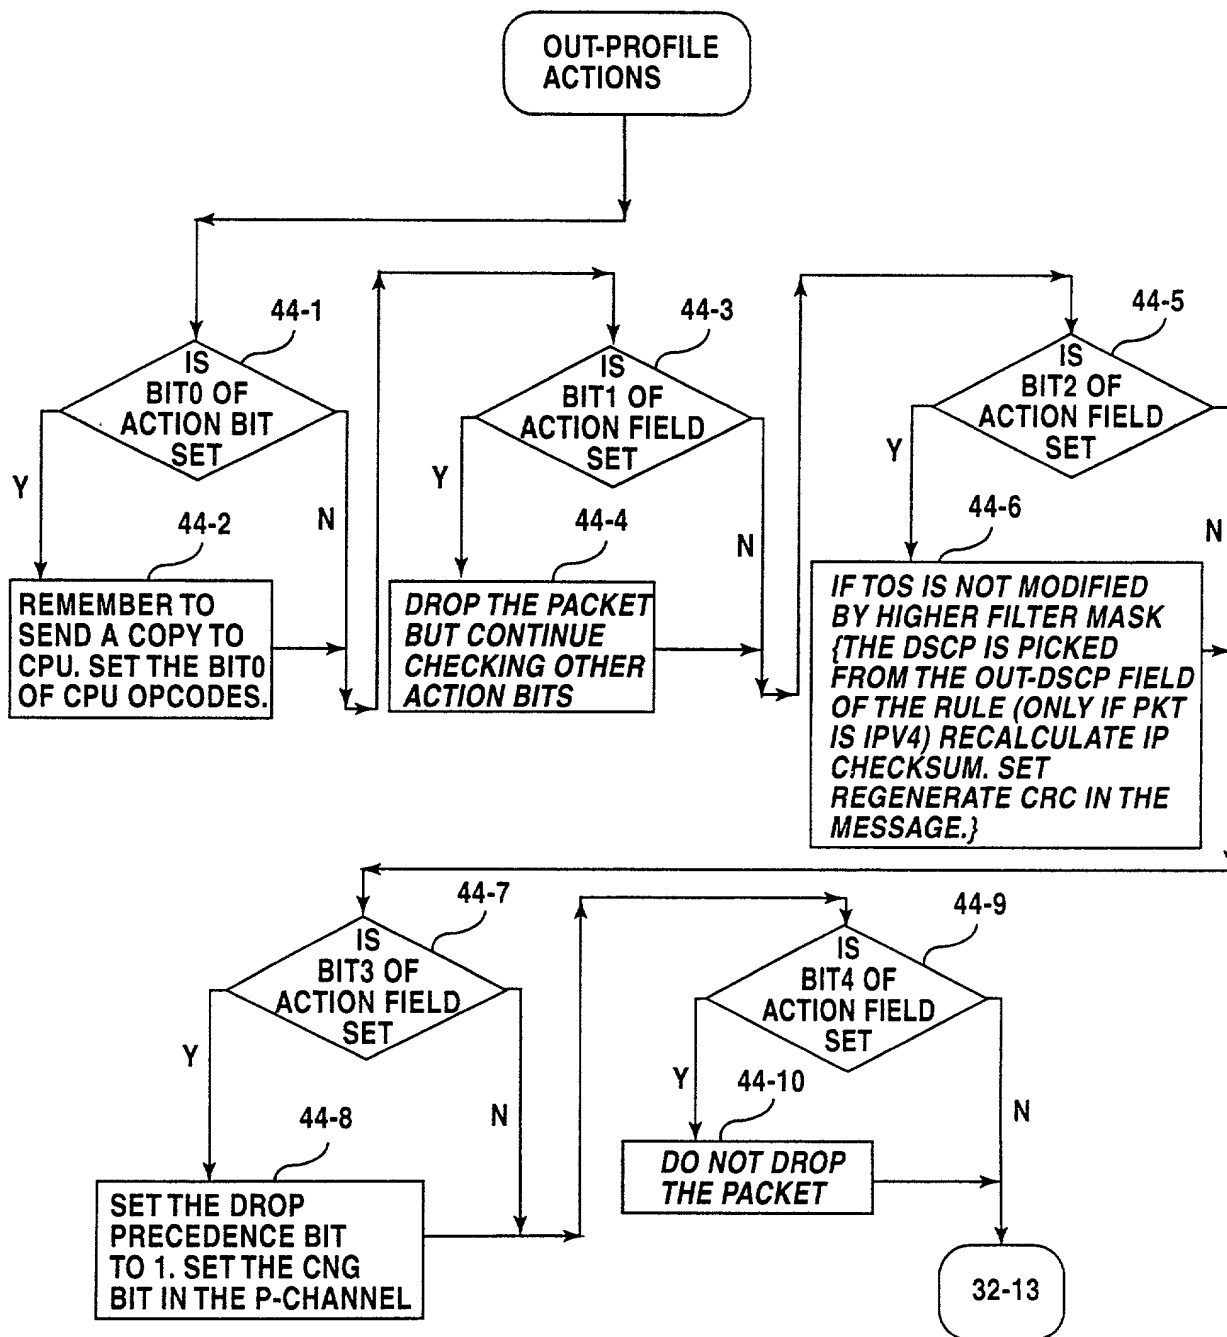 OUT-PROFILE
ACTIONS
44-1
IS
BIT0 OF
ACTION BIT
SET
Y
N
44-2
REMEMBER TO
SEND A COPY TO
CPU. SET THE BIT0
OF CPU OPCODES.
44-3
IS
BIT1 OF
ACTION FIELD
SET
Y
N
44-4
DROP THE PACKET
BUT CONTINUE
CHECKING OTHER
ACTION BITS
44-5
IS
BIT2 OF
ACTION FIELD
SET
Y
N
44-6
IF TOS IS NOT MODIFIED
BY HIGHER FILTER MASK
{THE DSCP IS PICKED
FROM THE OUT-DSCP FIELD
OF THE RULE (ONLY IF PKT
IS IPV4) RECALCULATE IP
CHECKSUM. SET
REGENERATE CRC IN THE
MESSAGE.}
44-7
IS
BIT3 OF
ACTION FIELD
SET
Y
N
44-8
SET THE DROP
PRECEDENCE BIT
TO 1. SET THE CNG
BIT IN THE P-CHANNEL
44-9
IS
BIT4 OF
ACTION FIELD
SET
Y
N
44-10
DO NOT DROP
THE PACKET
32-13